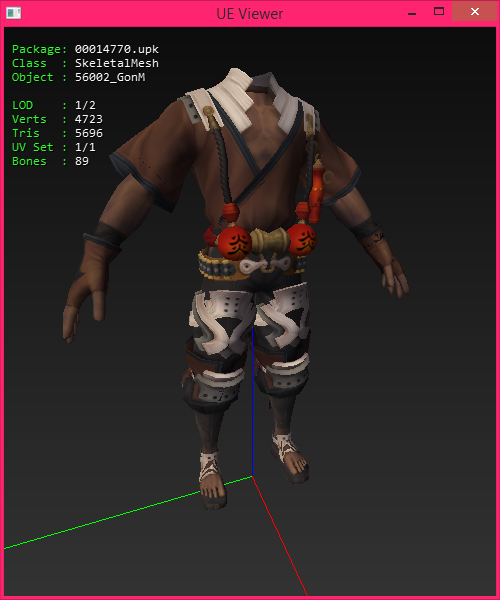 UE Viewer
Package: 00014770.upk
Class : SkeletalMesh
Object : 56002_GonM
LOD : 1/2
Verts : 4723
Tris : 5696
UV Set : 1/1
Bones : 89